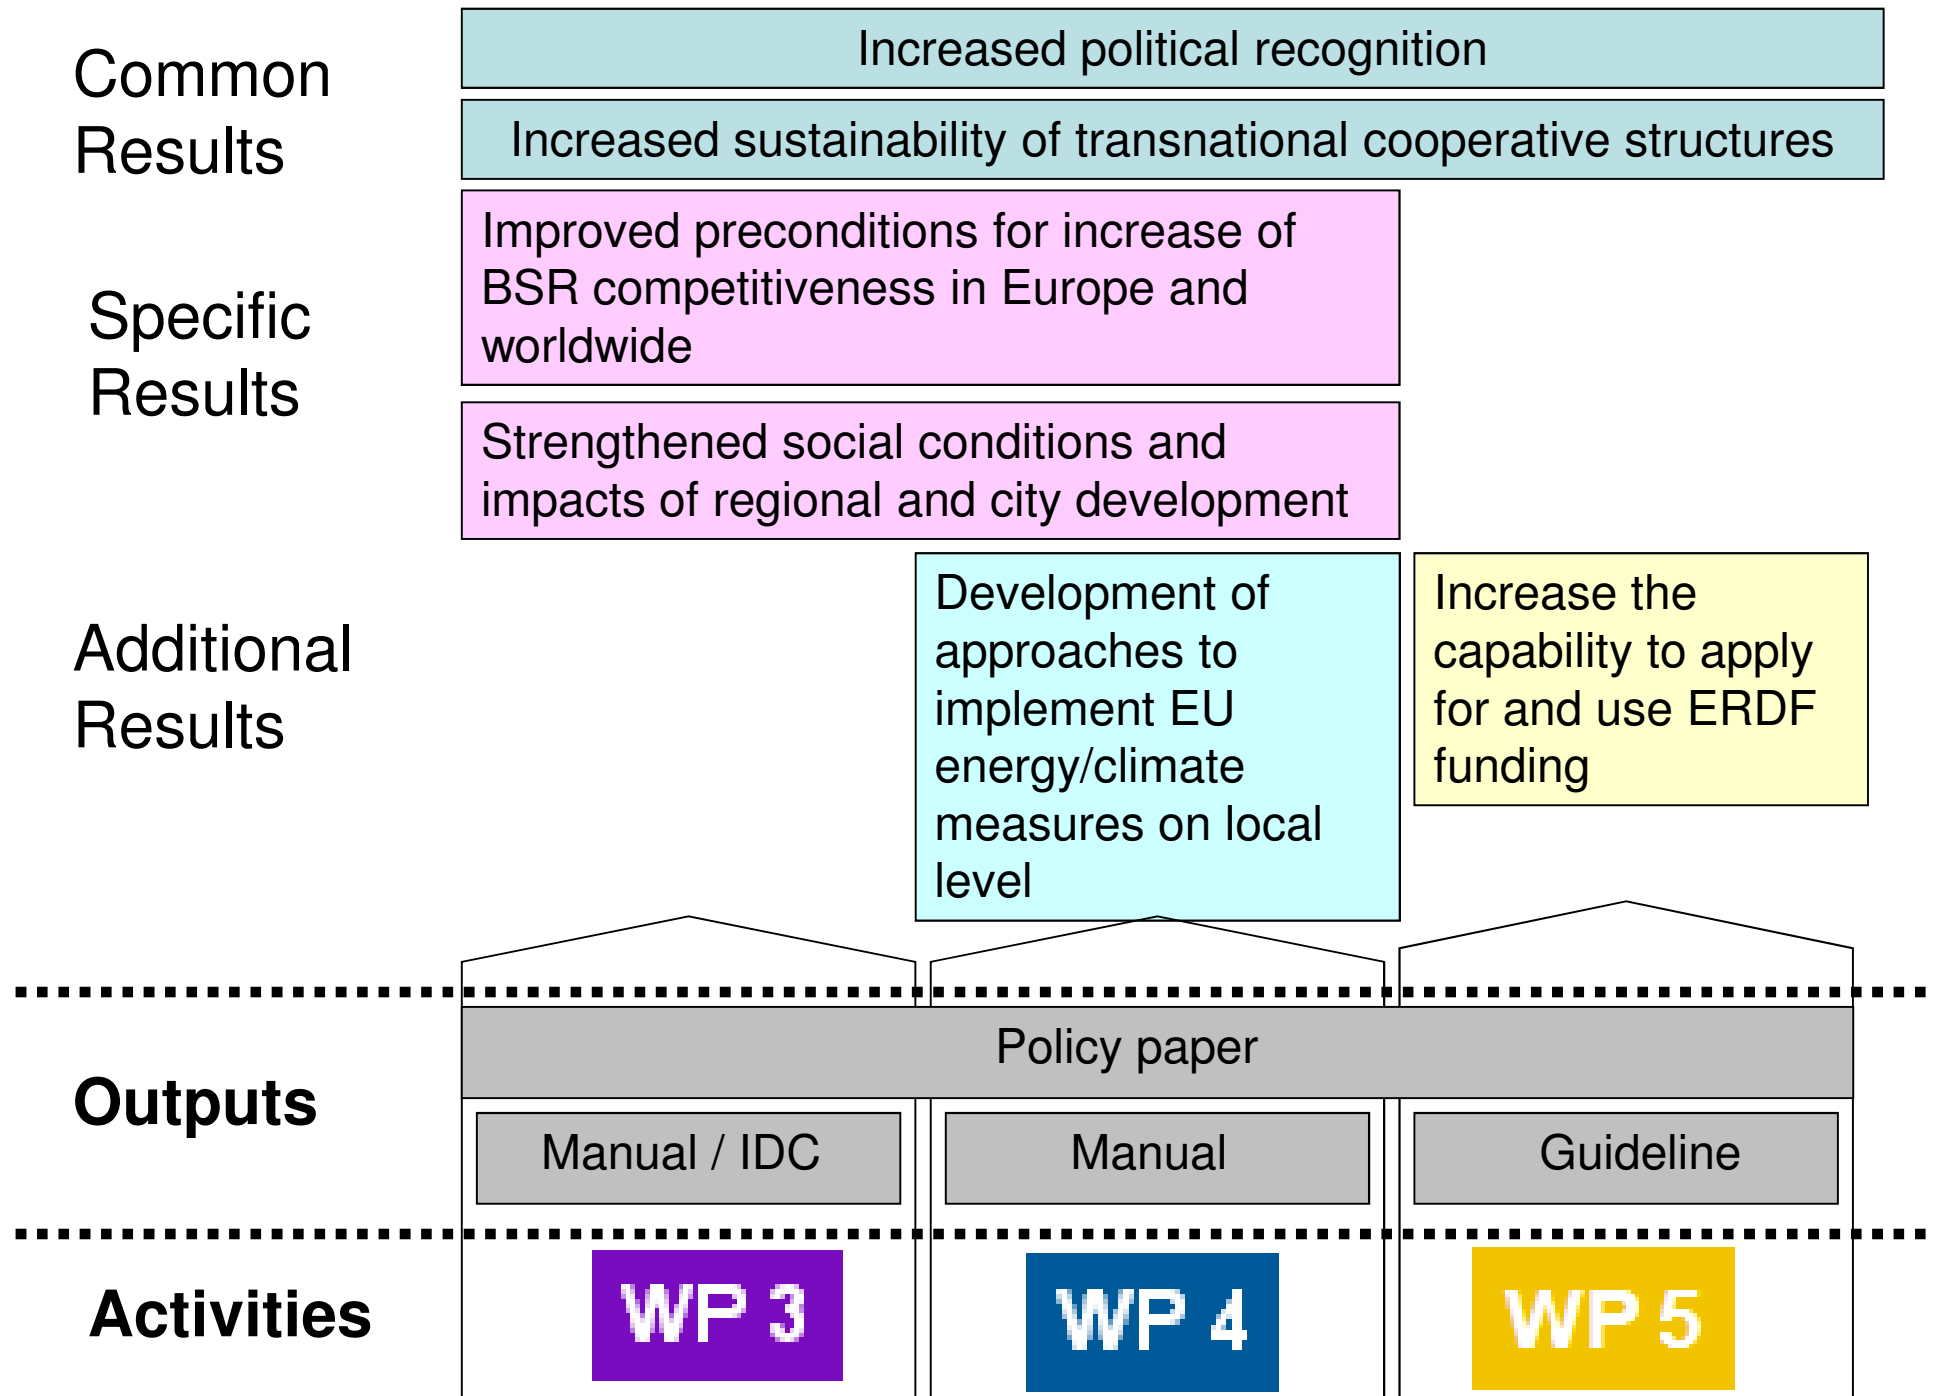 Common
Results
Increased political recognition
Increased sustainability of transnational cooperative structures
Specific
Results
Improved preconditions for increase of
BSR competitiveness in Europe and
worldwide
Strengthened social conditions and
impacts of regional and city development
Additional
Results
Development of
approaches to
implement EU
energy/climate
measures on local
level
Increase the
capability to apply
for and use ERDF
funding
Outputs
Policy paper
Manual / IDC
Manual
Guideline
Activities
WP 3
WP 4
WP 5